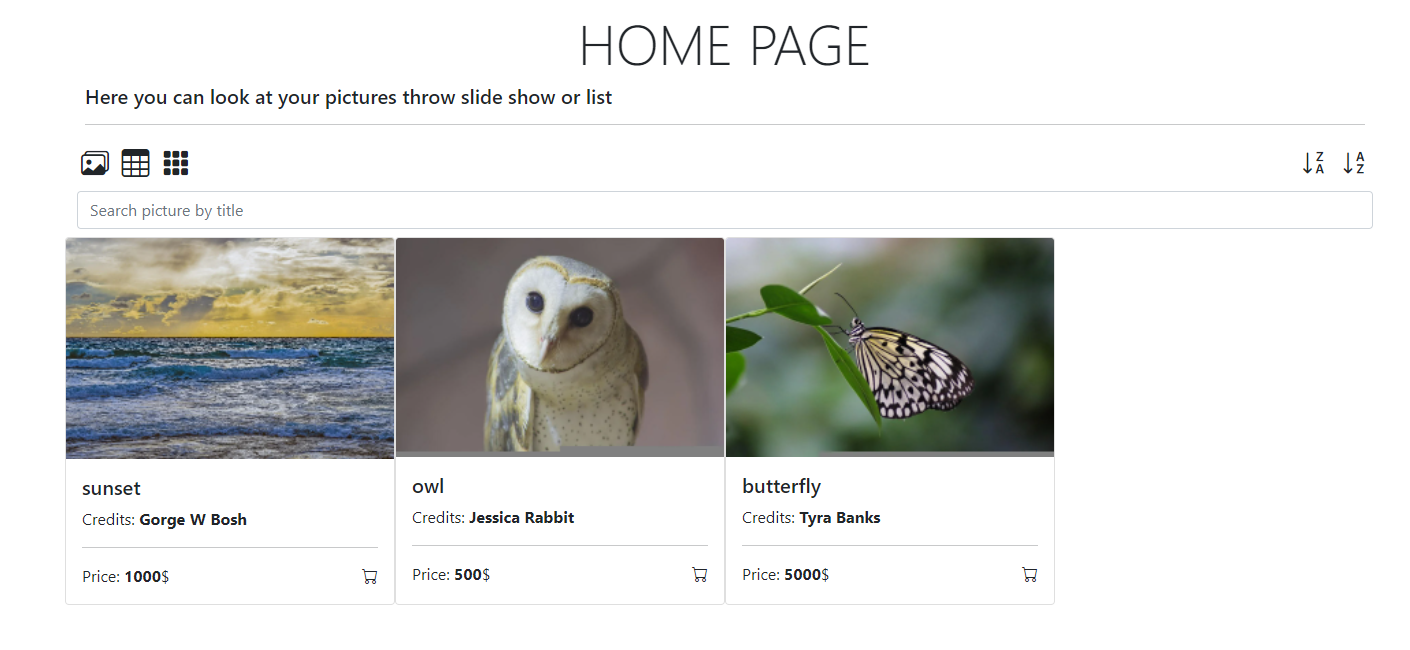 HOME PAGE
Here you can look at your pictures throw slide show or list
Z
A
A
Z
Search picture by title
sunset
Credits: Gorge W Bosh
Price: 1000$
owl
Credits: Jessica Rabbit
Price: 500$
butterfly
Credits: Tyra Banks
Price: 5000$